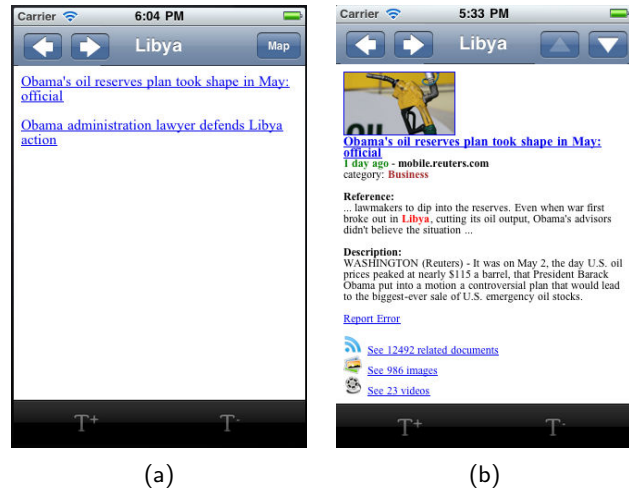 Carrier 6:04 PM
Libya Map
Obama's oil reserves plan took shape in May:
official
Obama administration lawyer defends Libya
action
T+ T-
(a)
Carrier 5:33 PM
Libya
OIL
Obama's oil reserves plan took shape in May:
official
1 day ago - mobile.reuters.com
category: Business
Reference:
... lawmakers to dip into the reserves. Even when war first
broke out in Libya, cutting its oil output, Obama's advisors
didn't believe the situation ...
Description:
WASHINGTON (Reuters) - It was on May 2, the day U.S. oil
prices peaked at nearly $115 a barrel, that President Barack
Obama put into a motion a controversial plan that would lead
to the biggest-ever sale of U.S. emergency oil stocks.
Report Error
See 12492 related documents
See 986 images
See 23 videos
T+ T-
(b)